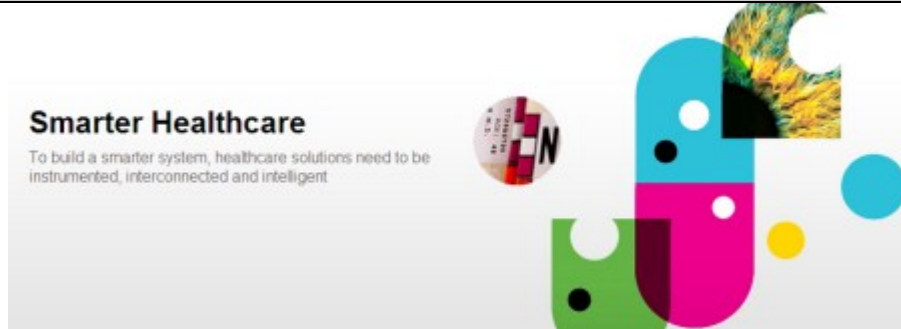 Smarter Healthcare
To build a smarter system, healthcare solutions need to be
instrumented, interconnected and intelligent
N